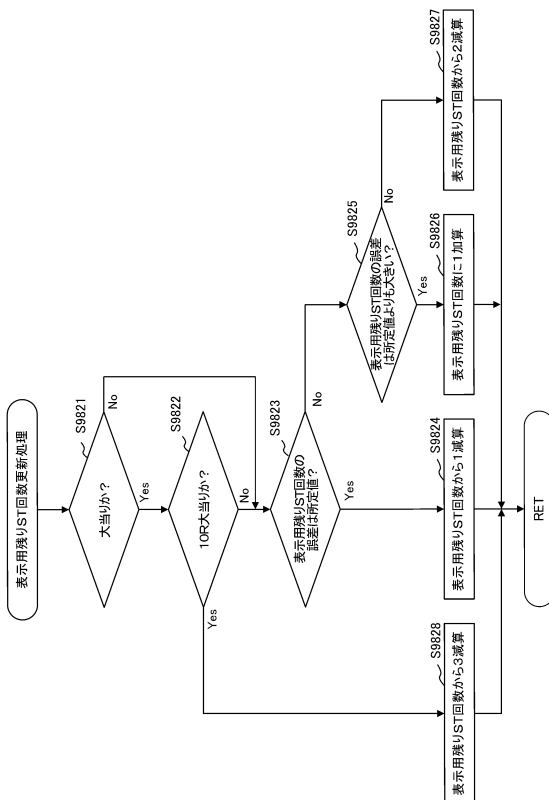 表示用残りST回数更新処理
S9821
大当りか?
No
Yes
S9822
10R大当りか?
Yes
No
S9823
表示用残りST回数の
誤差は所定値?
No
Yes
S9825
表示用残りST回数の誤差
は所定値よりも大きい?
No
Yes
S9828
表示用残りST回数から3減算
S9824
表示用残りST回数から1減算
S9826
表示用残りST回数に1加算
S9827
表示用残りST回数から2減算
RET